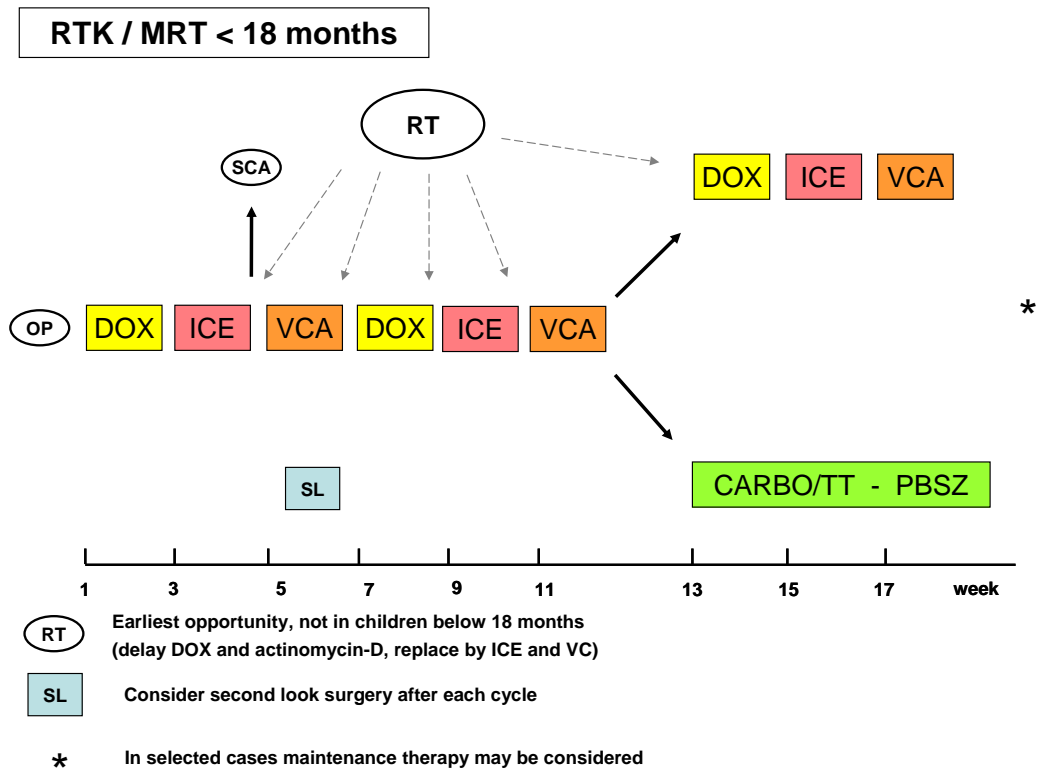 RTK / MRT < 18 months
RT
SCA
DOX ICE VCA
OP DOX ICE VCA DOX ICE VCA
*
SL
CARBO/TT - PBSZ
1 3 5 7 9 11 13 15 17 week
RT Earliest opportunity, not in children below 18 months
(delay DOX and actinomycin-D, replace by ICE and VC)
SL Consider second look surgery after each cycle
* In selected cases maintenance therapy may be considered